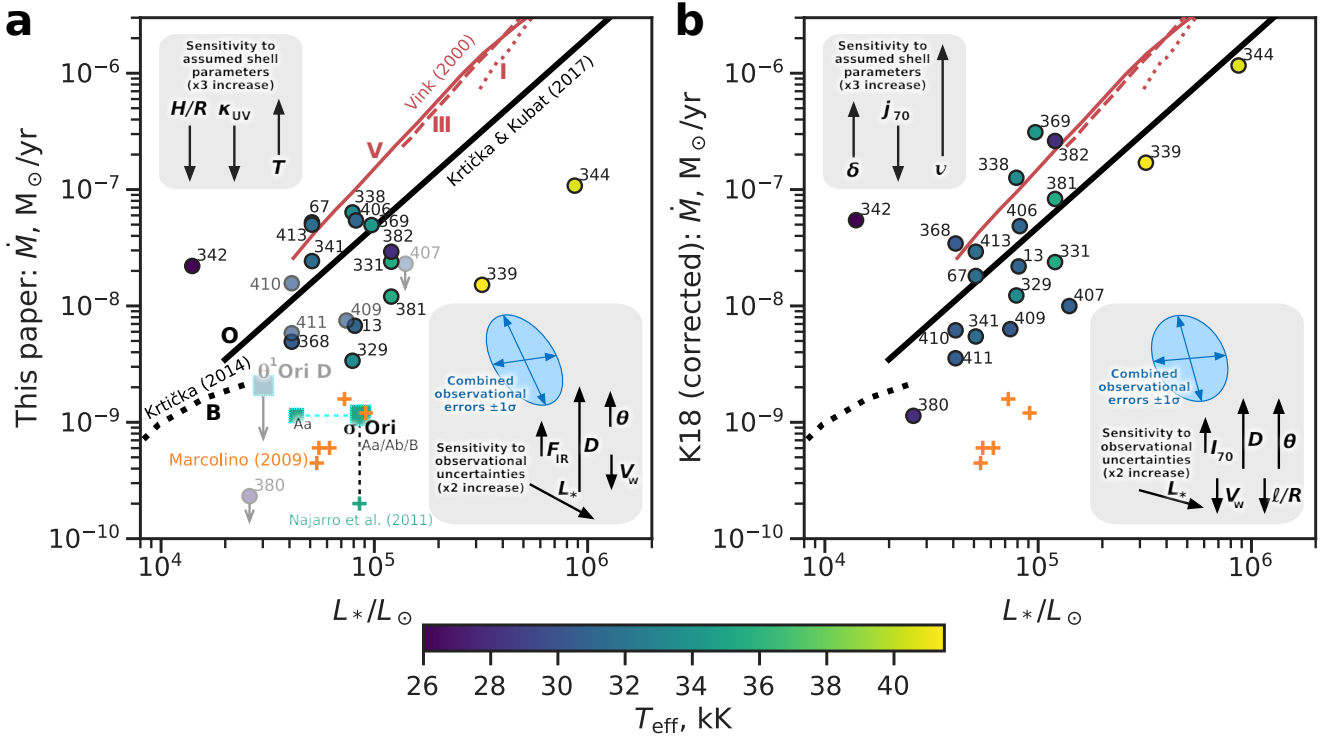 a
This paper: Ṁ, M⊙/yr
10⁻⁶
10⁻⁷
10⁻⁸
10⁻⁹
10⁻¹⁰
10⁴
10⁵
10⁶
L*/L⊙
Sensitivity to
assumed shell
parameters
(x3 increase)
H/R
κUV
T
Vink (2000)
I
III
V
Krtička & Kubat (2017)
344
67
338
406
413
369
342
341
382
407
331
410
339
381
409
411
13
368
329
O
Krtička (2014)
B
θ¹Ori D
Aa
σ Ori
Aa/Ab/B
Marcolino (2009)
380
Najarro et al. (2011)
Combined
observational
errors ±1σ
Sensitivity to
observational
uncertainties
(x2 increase)
FIR
D
θ
Vw
L*
b
K18 (corrected): Ṁ, M⊙/yr
10⁻⁶
10⁻⁷
10⁻⁸
10⁻⁹
10⁻¹⁰
10⁴
10⁵
10⁶
L*/L⊙
Sensitivity to
assumed shell
parameters
(x3 increase)
δ
j70
ν
344
369
382
339
338
381
342
406
368
413
13
331
67
329
407
410
341
409
411
380
Combined
observational
errors ±1σ
Sensitivity to
observational
uncertainties
(x2 increase)
I70
D
θ
L*
Vw
ℓ/R
26
28
30
32
34
36
38
40
Teff, kK